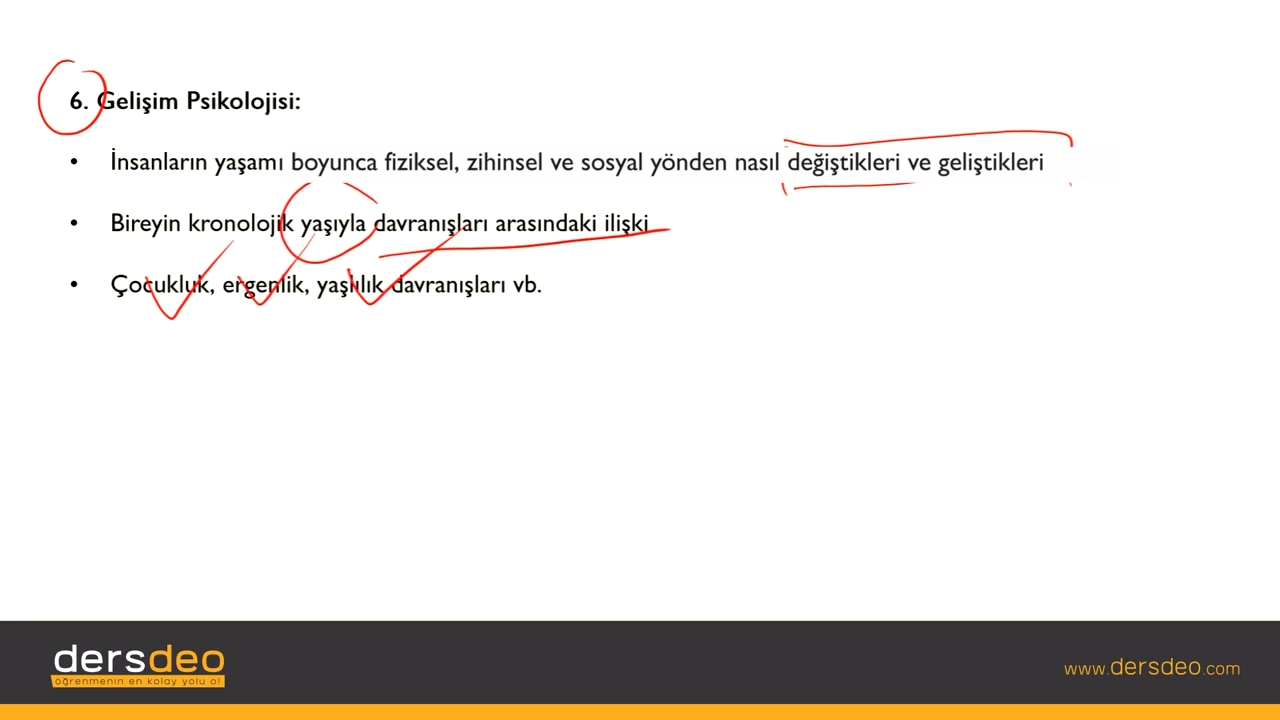 6. Gelişim Psikolojisi:
• İnsanların yaşamı boyunca fiziksel, zihinsel ve sosyal yönden nasıl değiştikleri ve geliştikleri
• Bireyin kronolojik yaşıyla davranışları arasındaki ilişki
• Çocukluk, ergenlik, yaşlılık davranışları vb.
dersdeo
öğrenmenin en kolay yolu o!
www.dersdeo.com